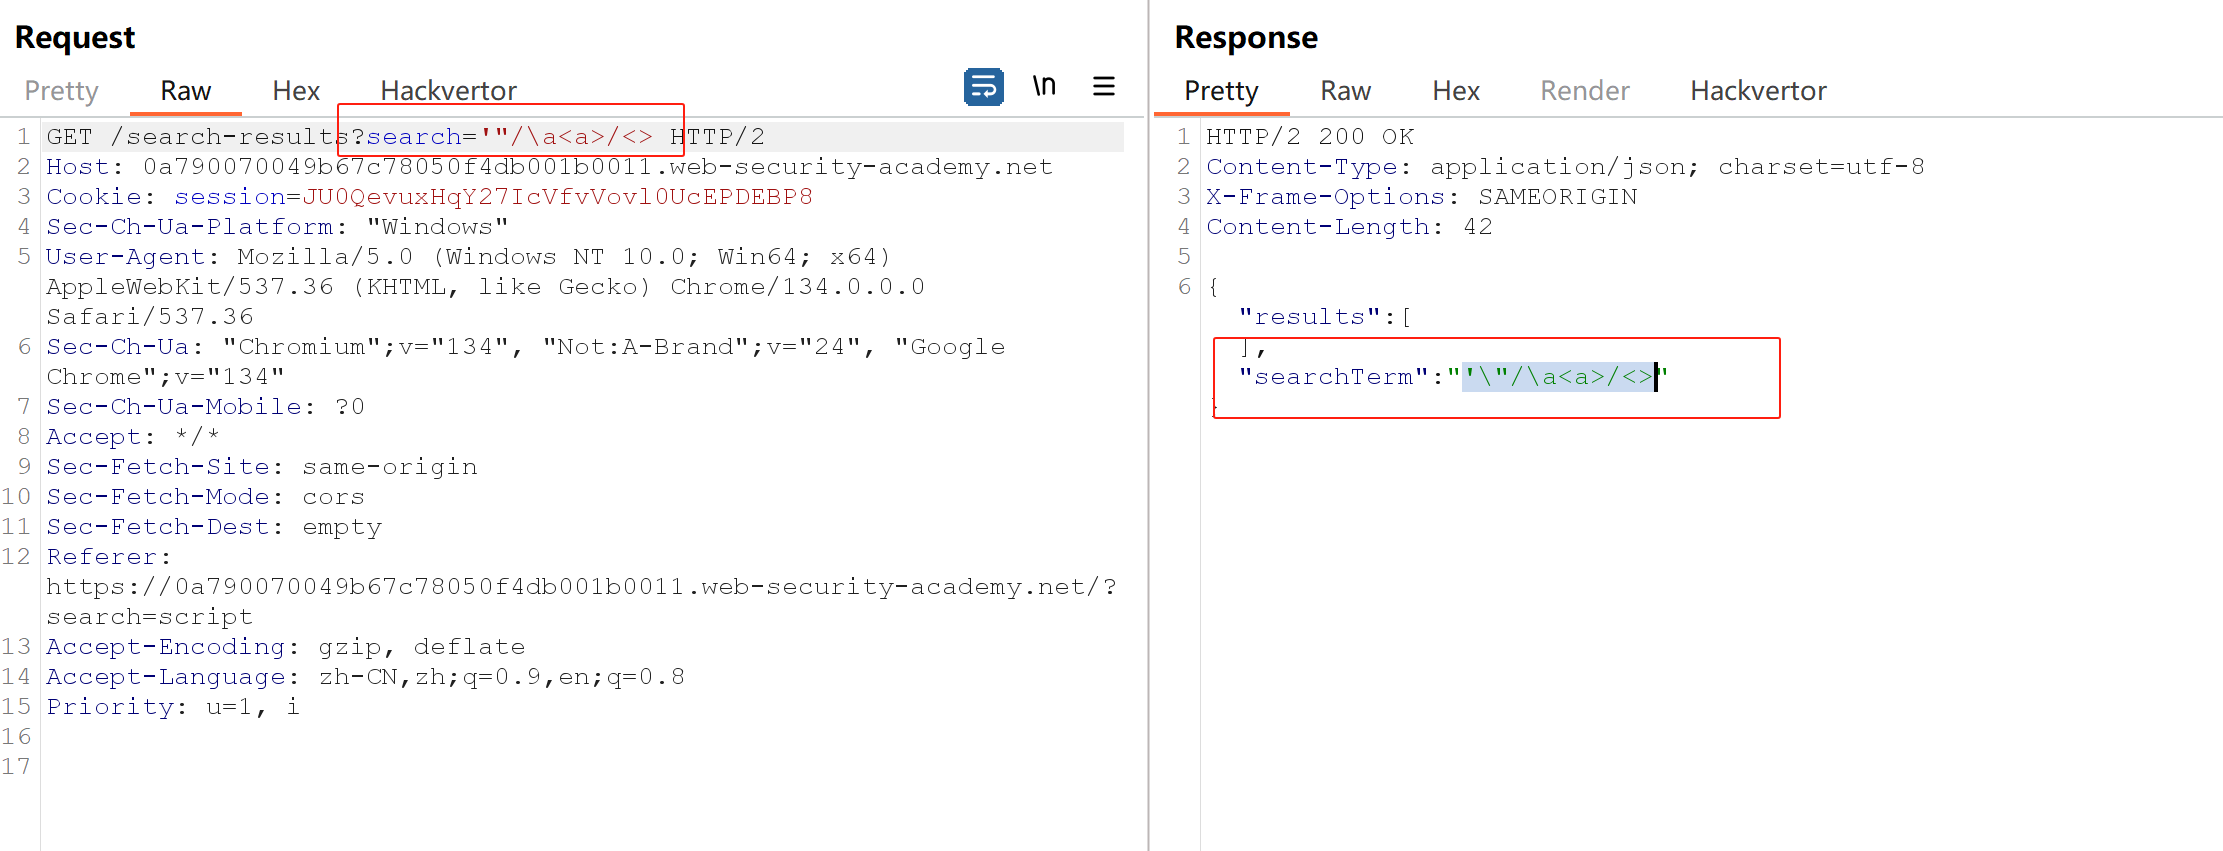 Request
Pretty Raw Hex Hackvertor \n
1 GET /search-results?search='"/\a<a>/<> HTTP/2
2 Host: 0a790070049b67c78050f4db001b0011.web-security-academy.net
3 Cookie: session=JU0QevuxHqY27IcVfvVovl0UcEPDEBP8
4 Sec-Ch-Ua-Platform: "Windows"
5 User-Agent: Mozilla/5.0 (Windows NT 10.0; Win64; x64)
AppleWebKit/537.36 (KHTML, like Gecko) Chrome/134.0.0.0
Safari/537.36
6 Sec-Ch-Ua: "Chromium";v="134", "Not:A-Brand";v="24", "Google
Chrome";v="134"
7 Sec-Ch-Ua-Mobile: ?0
8 Accept: */*
9 Sec-Fetch-Site: same-origin
10 Sec-Fetch-Mode: cors
11 Sec-Fetch-Dest: empty
12 Referer:
https://0a790070049b67c78050f4db001b0011.web-security-academy.net/?
search=script
13 Accept-Encoding: gzip, deflate
14 Accept-Language: zh-CN,zh;q=0.9,en;q=0.8
15 Priority: u=1, i
16
17
Response
Pretty Raw Hex Render Hackvertor
1 HTTP/2 200 OK
2 Content-Type: application/json; charset=utf-8
3 X-Frame-Options: SAMEORIGIN
4 Content-Length: 42
5
6 {
"results":[
],
"searchTerm":"'\"/\a<a>/<>"
}